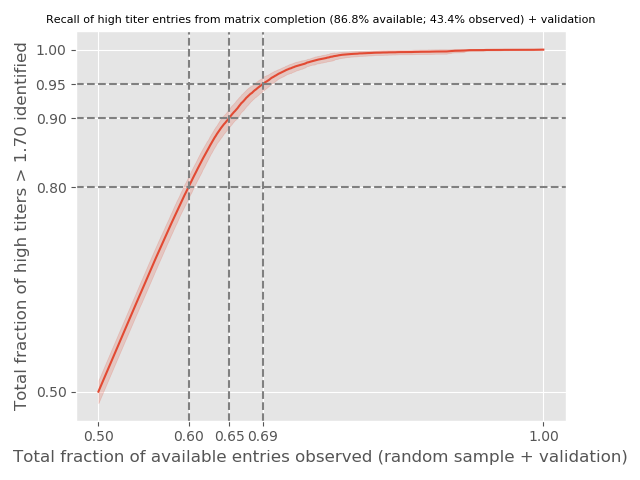 Recall of high titer entries from matrix completion (86.8% available; 43.4% observed) + validation
Total fraction of high titers > 1.70 identified
1.00
0.95
0.90
0.80
0.50
0.50 0.60 0.65 0.69 1.00
Total fraction of available entries observed (random sample + validation)